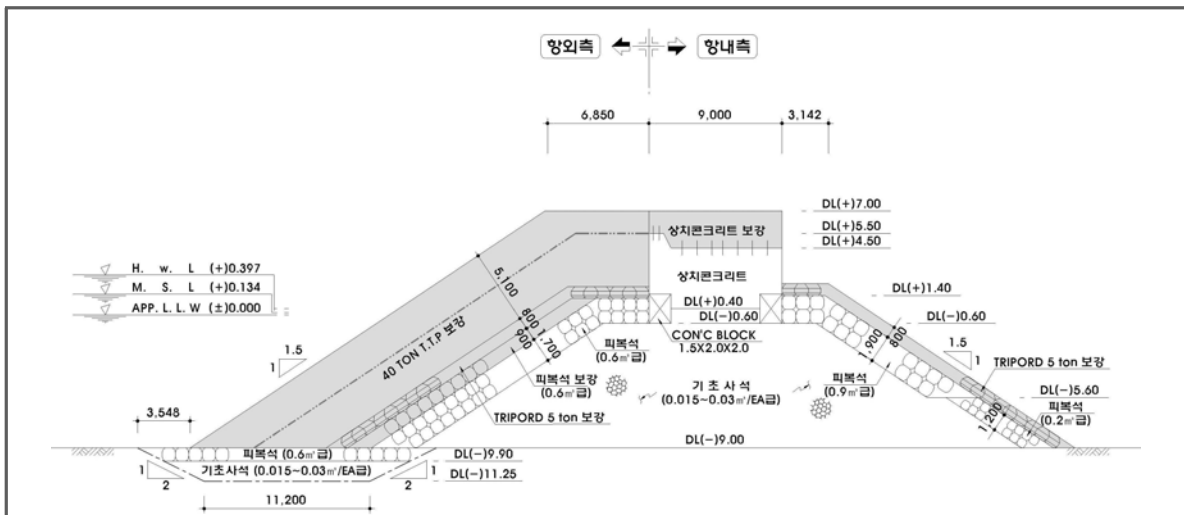 항외측
항내측
6,850
9,000
3,142
DL(+)7.00
DL(+)5.50
DL(+)4.50
상치콘크리트 보강
상치콘크리트
H. w. L (+)0.397
M. S. L (+)0.134
APP. L. L. W (±)0.000
5,100
800
900
1,700
40 TON T.T.P 보강
DL(+)0.40
DL(-)0.60
CON'C BLOCK
1.5X2.0X2.0
DL(+)1.40
DL(-)0.60
1,900
800
1.5
1
1.5
1
피복석
(0.6㎥급)
피복석 보강
(0.6㎥급)
TRIPORD 5 ton 보강
기 초 사 석
(0.015~0.03㎥/EA급)
피복석
(0.9㎥급)
TRIPORD 5 ton 보강
DL(-)5.60
피복석
(0.2㎥급)
1,200
3,548
DL(-)9.00
피복석 (0.6㎥급)
DL(-)9.90
기초사석 (0.015~0.03㎥/EA급)
DL(-)11.25
1
2
1
2
11,200